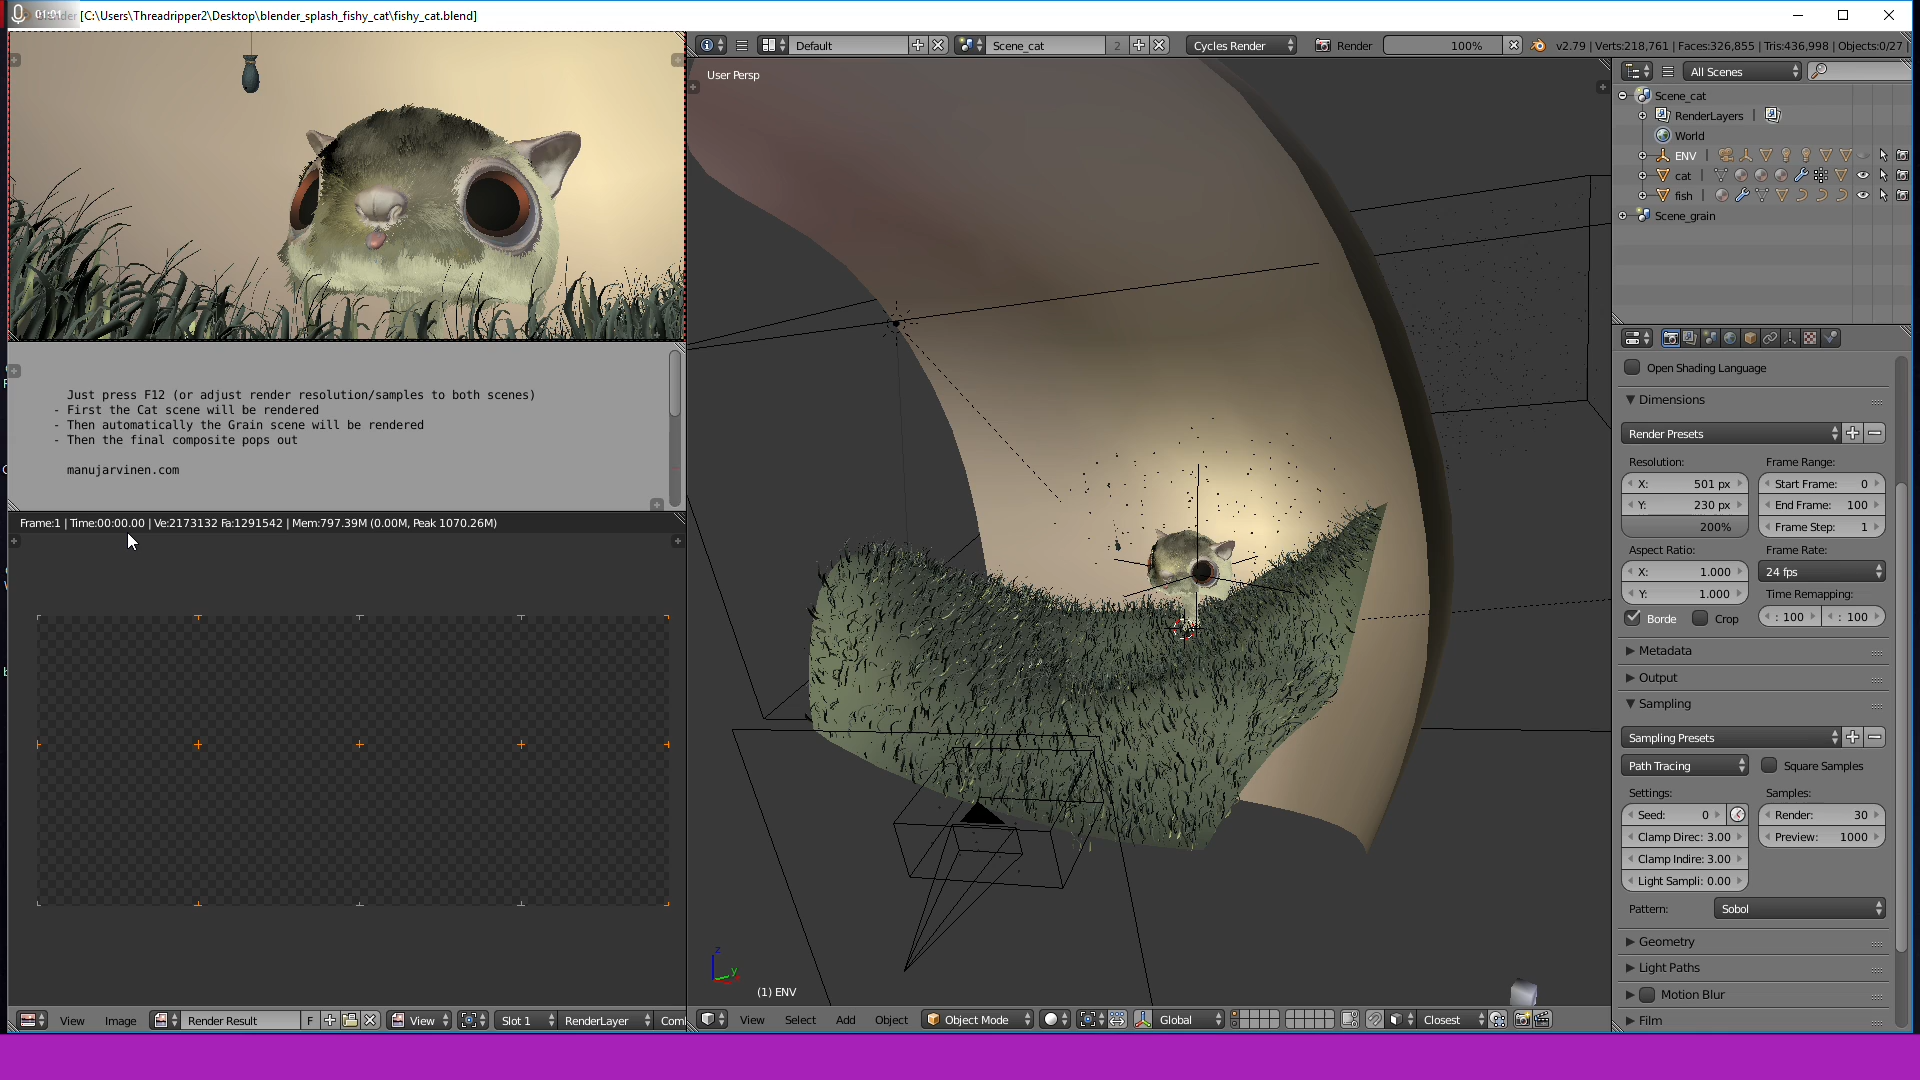 01:01
[C:\Users\Threadripper2\Desktop\blender_splash_fishy_cat\fishy_cat.blend]
Default
Scene_cat
2
Cycles Render
Render
100%
v2.79 | Verts:218,761 | Faces:326,855 | Tris:436,998 | Objects:0/27 |
User Persp
All Scenes
Scene_cat
RenderLayers |
World
ENV |
cat |
fish |
Scene_grain
Just press F12 (or adjust render resolution/samples to both scenes)
- First the Cat scene will be rendered
- Then automatically the Grain scene will be rendered
- Then the final composite pops out
manujarvinen.com
Frame:1 | Time:00:00.00 | Ve:2173132 Fa:1291542 | Mem:797.39M (0.00M, Peak 1070.26M)
Open Shading Language
Dimensions
Render Presets
Resolution:
Frame Range:
X: 501 px
Start Frame: 0
Y: 230 px
End Frame: 100
200%
Frame Step: 1
Aspect Ratio:
Frame Rate:
X: 1.000
24 fps
Y: 1.000
Time Remapping:
Borde
Crop
: 100
: 100
Metadata
Output
Sampling
Sampling Presets
Path Tracing
Square Samples
Settings:
Samples:
Seed: 0
Render: 30
Clamp Direc: 3.00
Preview: 1000
Clamp Indire: 3.00
Light Sampli: 0.00
Pattern:
Sobol
Geometry
Light Paths
Motion Blur
Film
z
y
(1) ENV
View
Image
Render Result
F
View
Slot 1
RenderLayer
Com
View
Select
Add
Object
Object Mode
Global
Closest